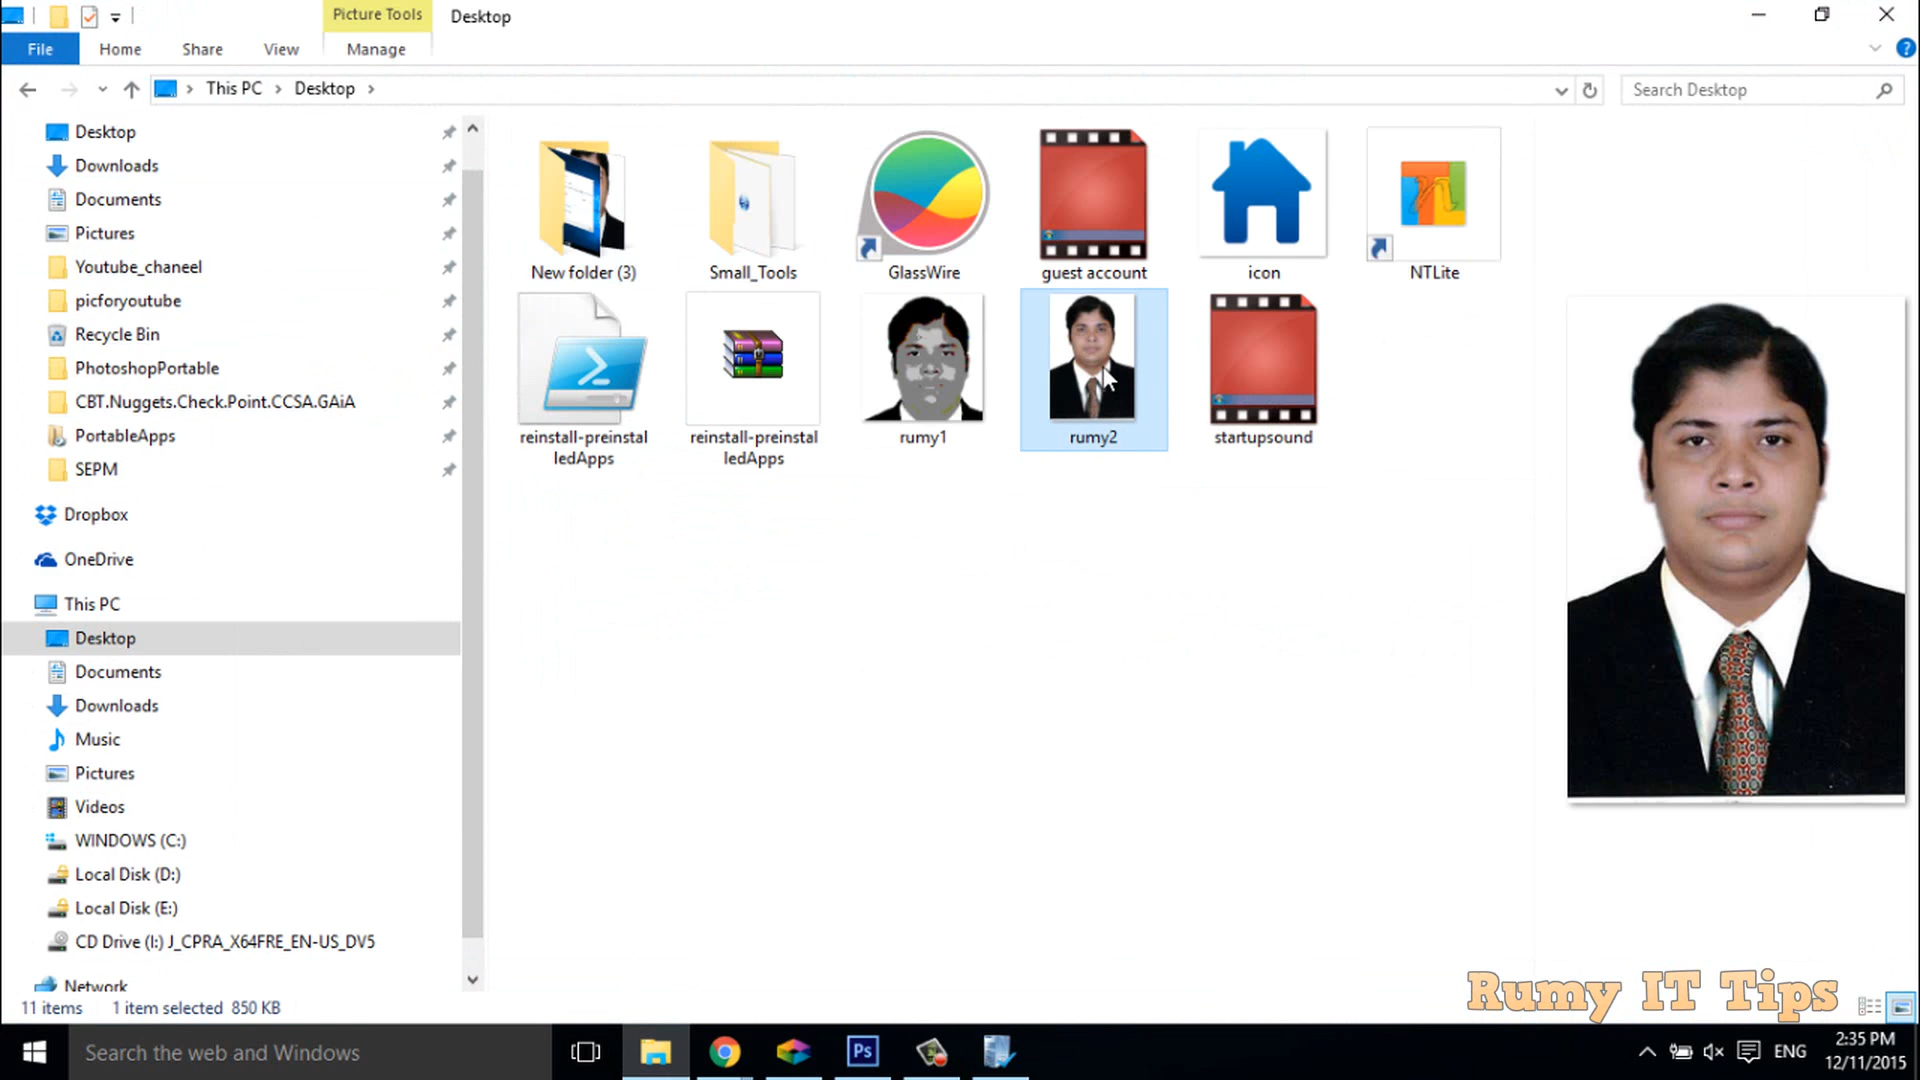 Picture Tools
Desktop
File
Home
Share
View
Manage
This PC
Desktop
Search Desktop
Desktop
Downloads
Documents
Pictures
Youtube_chaneel
picforyoutube
Recycle Bin
PhotoshopPortable
CBT.Nuggets.Check.Point.CCSA.GAiA
PortableApps
SEPM
Dropbox
OneDrive
This PC
Desktop
Documents
Downloads
Music
Pictures
Videos
WINDOWS (C:)
Local Disk (D:)
Local Disk (E:)
CD Drive (I:) J_CPRA_X64FRE_EN-US_DV5
Network
New folder (3)
Small_Tools
GlassWire
guest account
icon
NTLite
reinstall-preinstal
ledApps
reinstall-preinstal
ledApps
rumy1
rumy2
startupsound
11 items
1 item selected 850 KB
Rumy IT Tips
Search the web and Windows
Ps
ENG
2:35 PM
12/11/2015